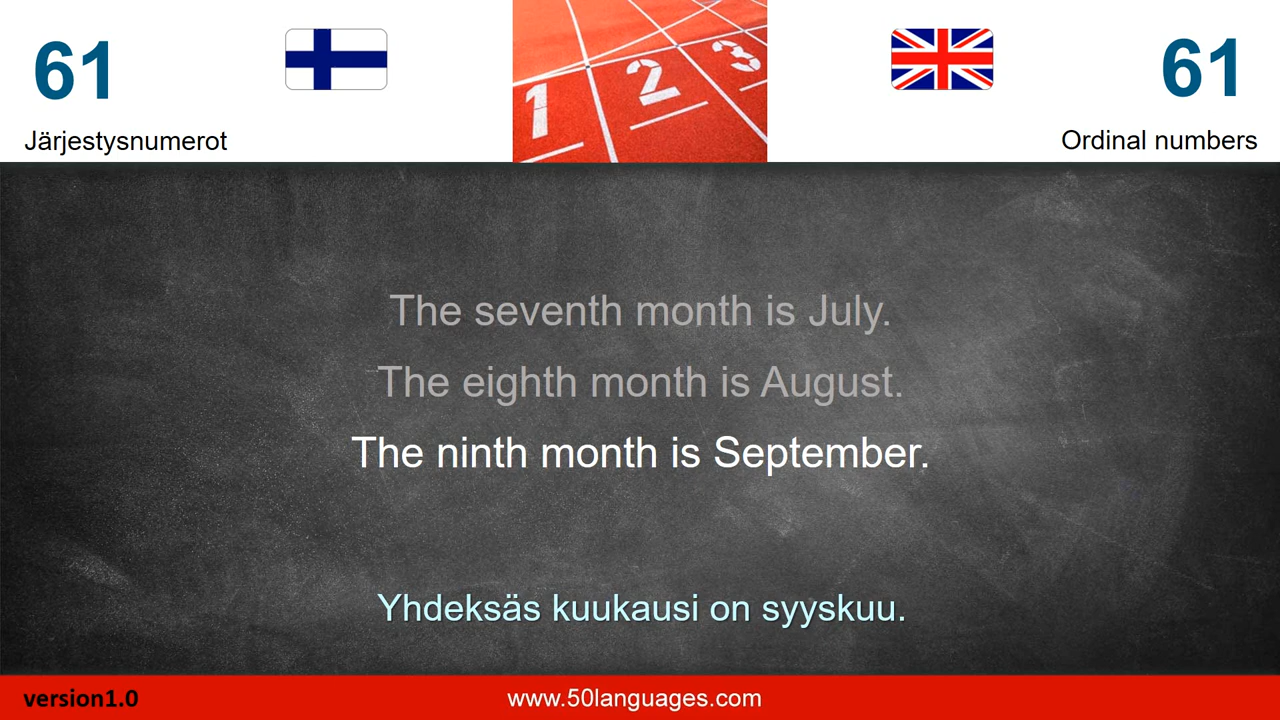 61
61
Järjestysnumerot
Ordinal numbers
1 2 3
The seventh month is July.
The eighth month is August.
The ninth month is September.
Yhdeksäs kuukausi on syyskuu.
version1.0
www.50languages.com